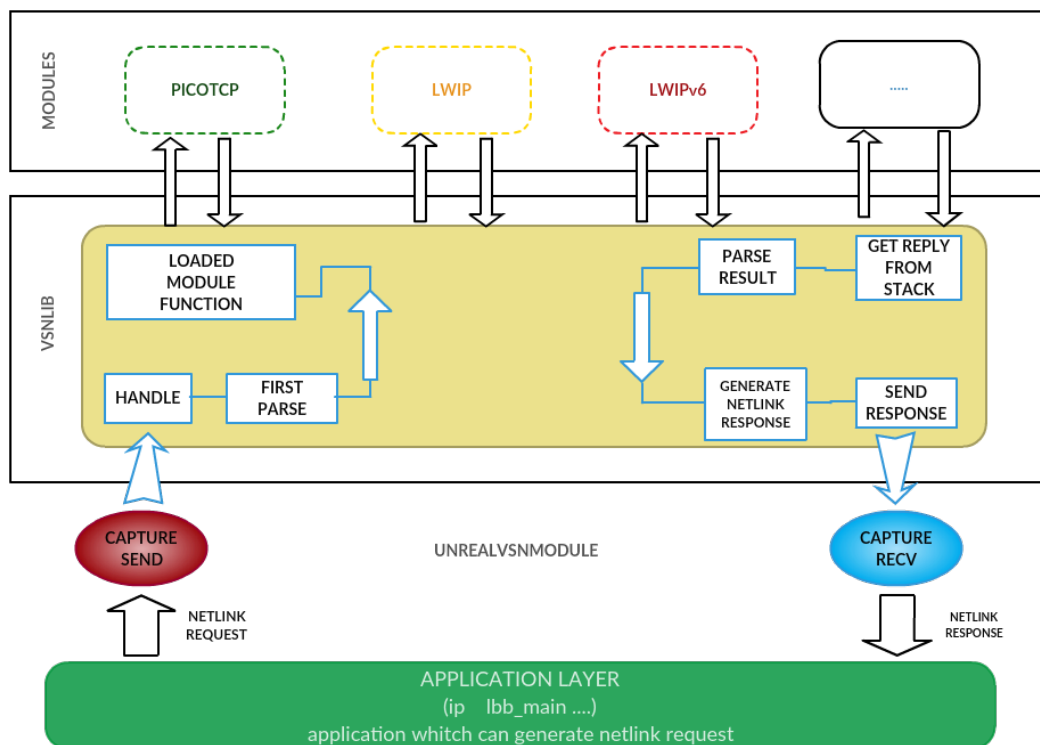 MODULES
PICOTCP
LWIP
LWIPv6
.....
VSNLIB
LOADED
MODULE
FUNCTION
PARSE
RESULT
GET REPLY
FROM
STACK
HANDLE
FIRST
PARSE
GENERATE
NETLINK
RESPONSE
SEND
RESPONSE
CAPTURE
SEND
UNREALVSNMODULE
CAPTURE
RECV
NETLINK
REQUEST
NETLINK
RESPONSE
APPLICATION LAYER
(ip lbb_main ....)
application whitch can generate netlink request